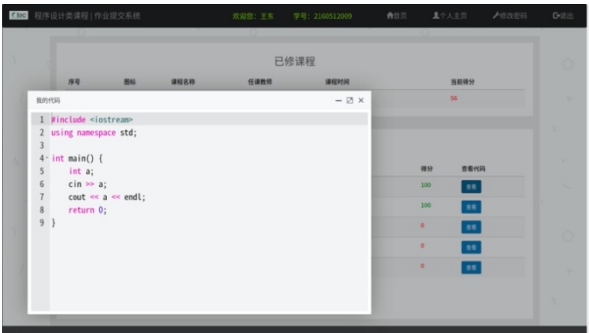 程序设计类课程 | 作业提交系统
欢迎您：王东 学号：2160512009 首页 个人主页 修改密码 退出
已修课程
序号 图标 课程名称 任课教师 课程时间 当前得分
56
我的代码
1 #include <iostream>
2 using namespace std;
3
4 int main() {
5 int a;
6 cin >> a;
7 cout << a << endl;
8 return 0;
9 }
得分 查看代码
100 查看
100 查看
0 查看
0 查看
0 查看